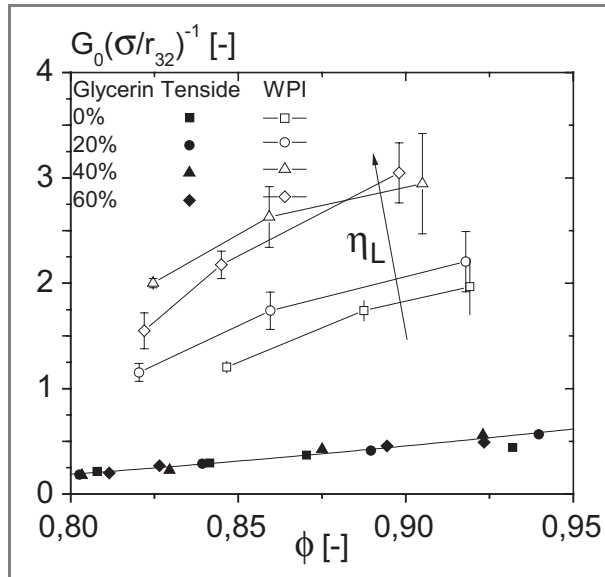 G₀(σ/r₃₂)⁻¹ [-]
4
Glycerin Tenside WPI
0%
20%
40%
60%
3
η_L
2
1
0
0,80 0,85 0,90 0,95
ϕ [-]